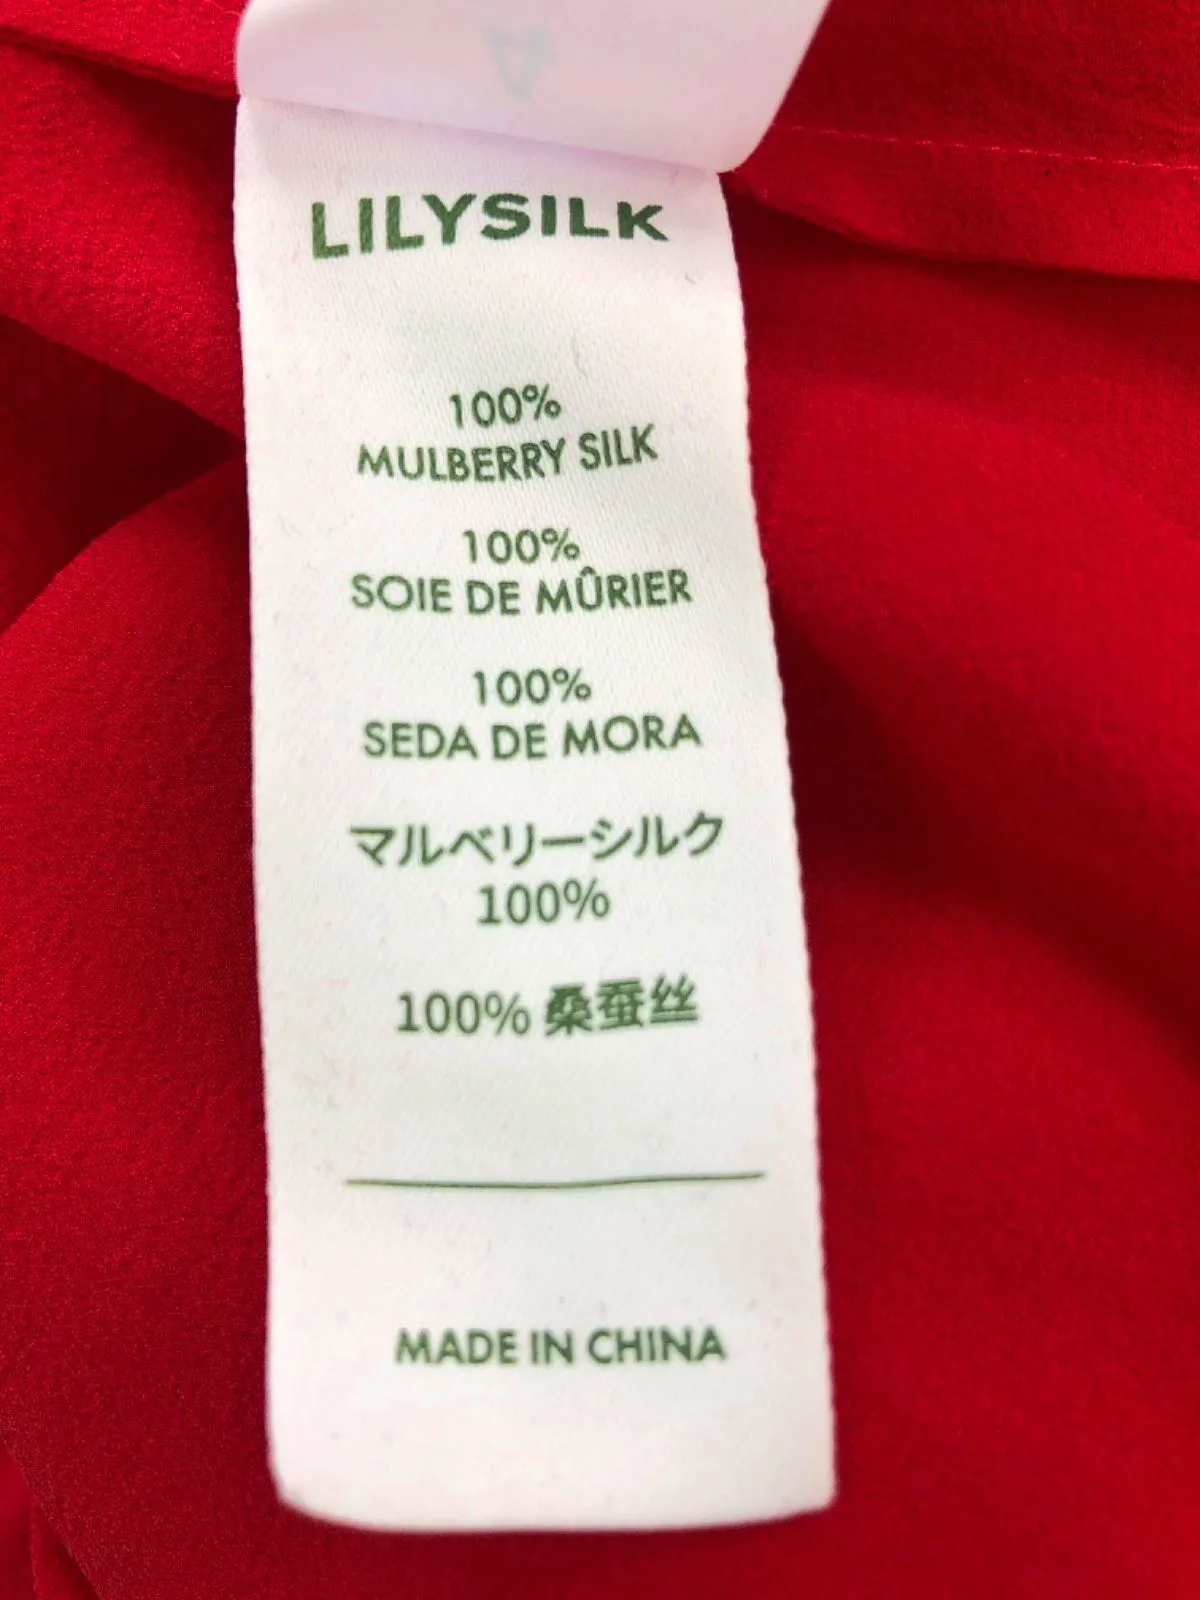 LILYSILK
100%
MULBERRY SILK
100%
SOIE DE MÛRIER
100%
SEDA DE MORA
マルベリーシルク
100%
100% 桑蚕丝
MADE IN CHINA